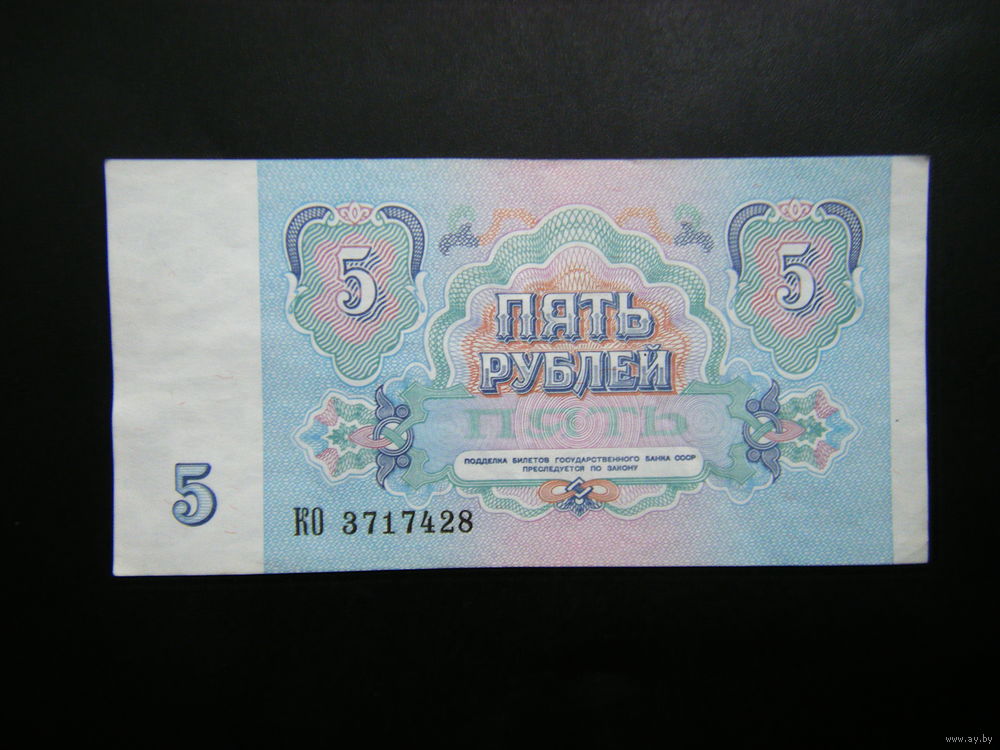 5
5
ПЯТЬ
РУБЛЕЙ
ПЯТЬ
ПОДДЕЛКА БИЛЕТОВ ГОСУДАРСТВЕННОГО БАНКА СССР
ПРЕСЛЕДУЕТСЯ ПО ЗАКОНУ
5
КО 3717428
www.ay.by